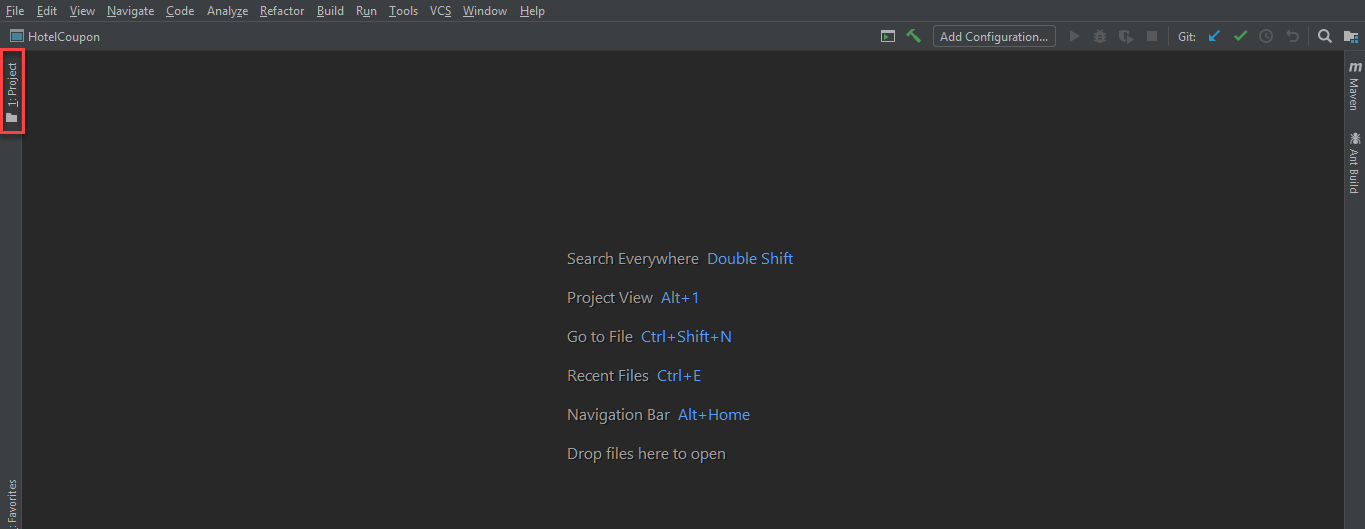 File Edit View Navigate Code Analyze Refactor Build Run Tools VCS Window Help
HotelCoupon Add Configuration... Git:
1: Project
m Maven
Ant Build
Search Everywhere Double Shift
Project View Alt+1
Go to File Ctrl+Shift+N
Recent Files Ctrl+E
Navigation Bar Alt+Home
Drop files here to open
: Favorites